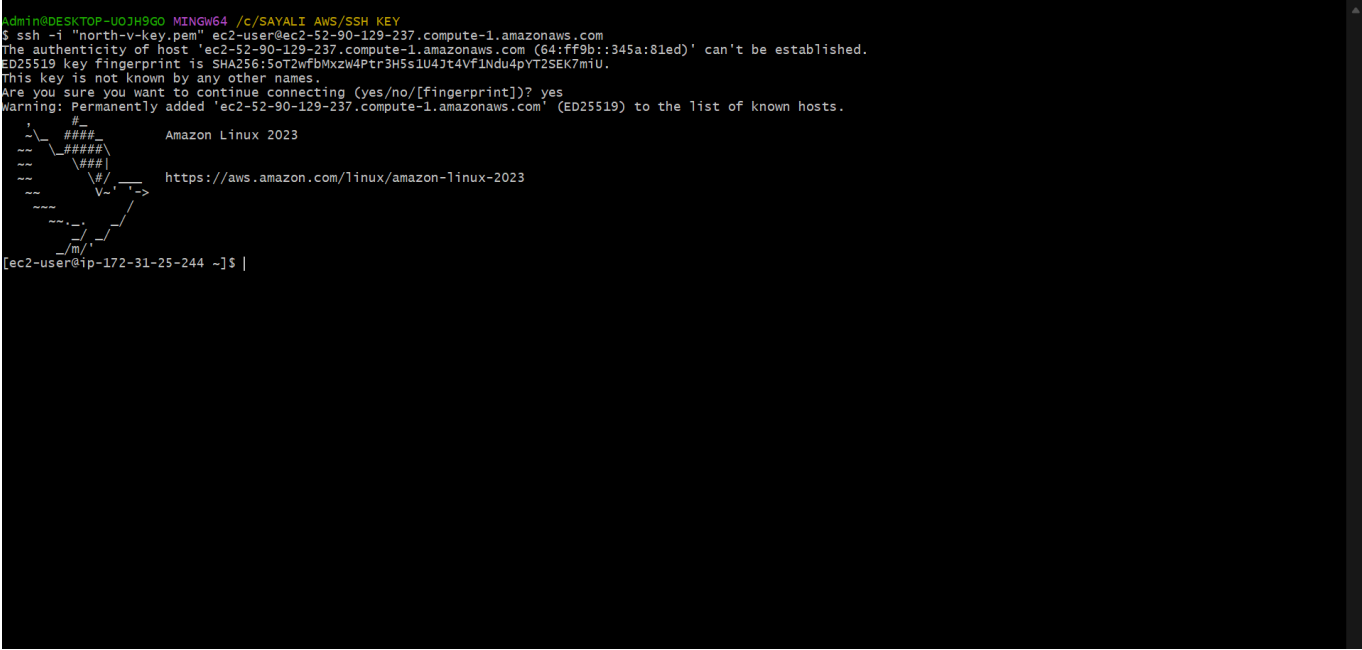 Admin@DESKTOP-UOJH9GO MINGW64 /c/SAYALI AWS/SSH KEY
$ ssh -i "north-v-key.pem" ec2-user@ec2-52-90-129-237.compute-1.amazonaws.com
The authenticity of host 'ec2-52-90-129-237.compute-1.amazonaws.com (64:ff9b::345a:81ed)' can't be established.
ED25519 key fingerprint is SHA256:5oT2wfbMxzW4Ptr3H5s1U4Jt4Vf1Ndu4pYT2SEK7miU.
This key is not known by any other names.
Are you sure you want to continue connecting (yes/no/[fingerprint])? yes
Warning: Permanently added 'ec2-52-90-129-237.compute-1.amazonaws.com' (ED25519) to the list of known hosts.
   ,     #_
   ~\_  ####_        Amazon Linux 2023
  ~~  \_#####\
  ~~     \###|
  ~~       \#/ ___   https://aws.amazon.com/linux/amazon-linux-2023
   ~~       V~' '->
    ~~~         /
      ~~._.   _/
         _/ _/
       _/m/'
[ec2-user@ip-172-31-25-244 ~]$